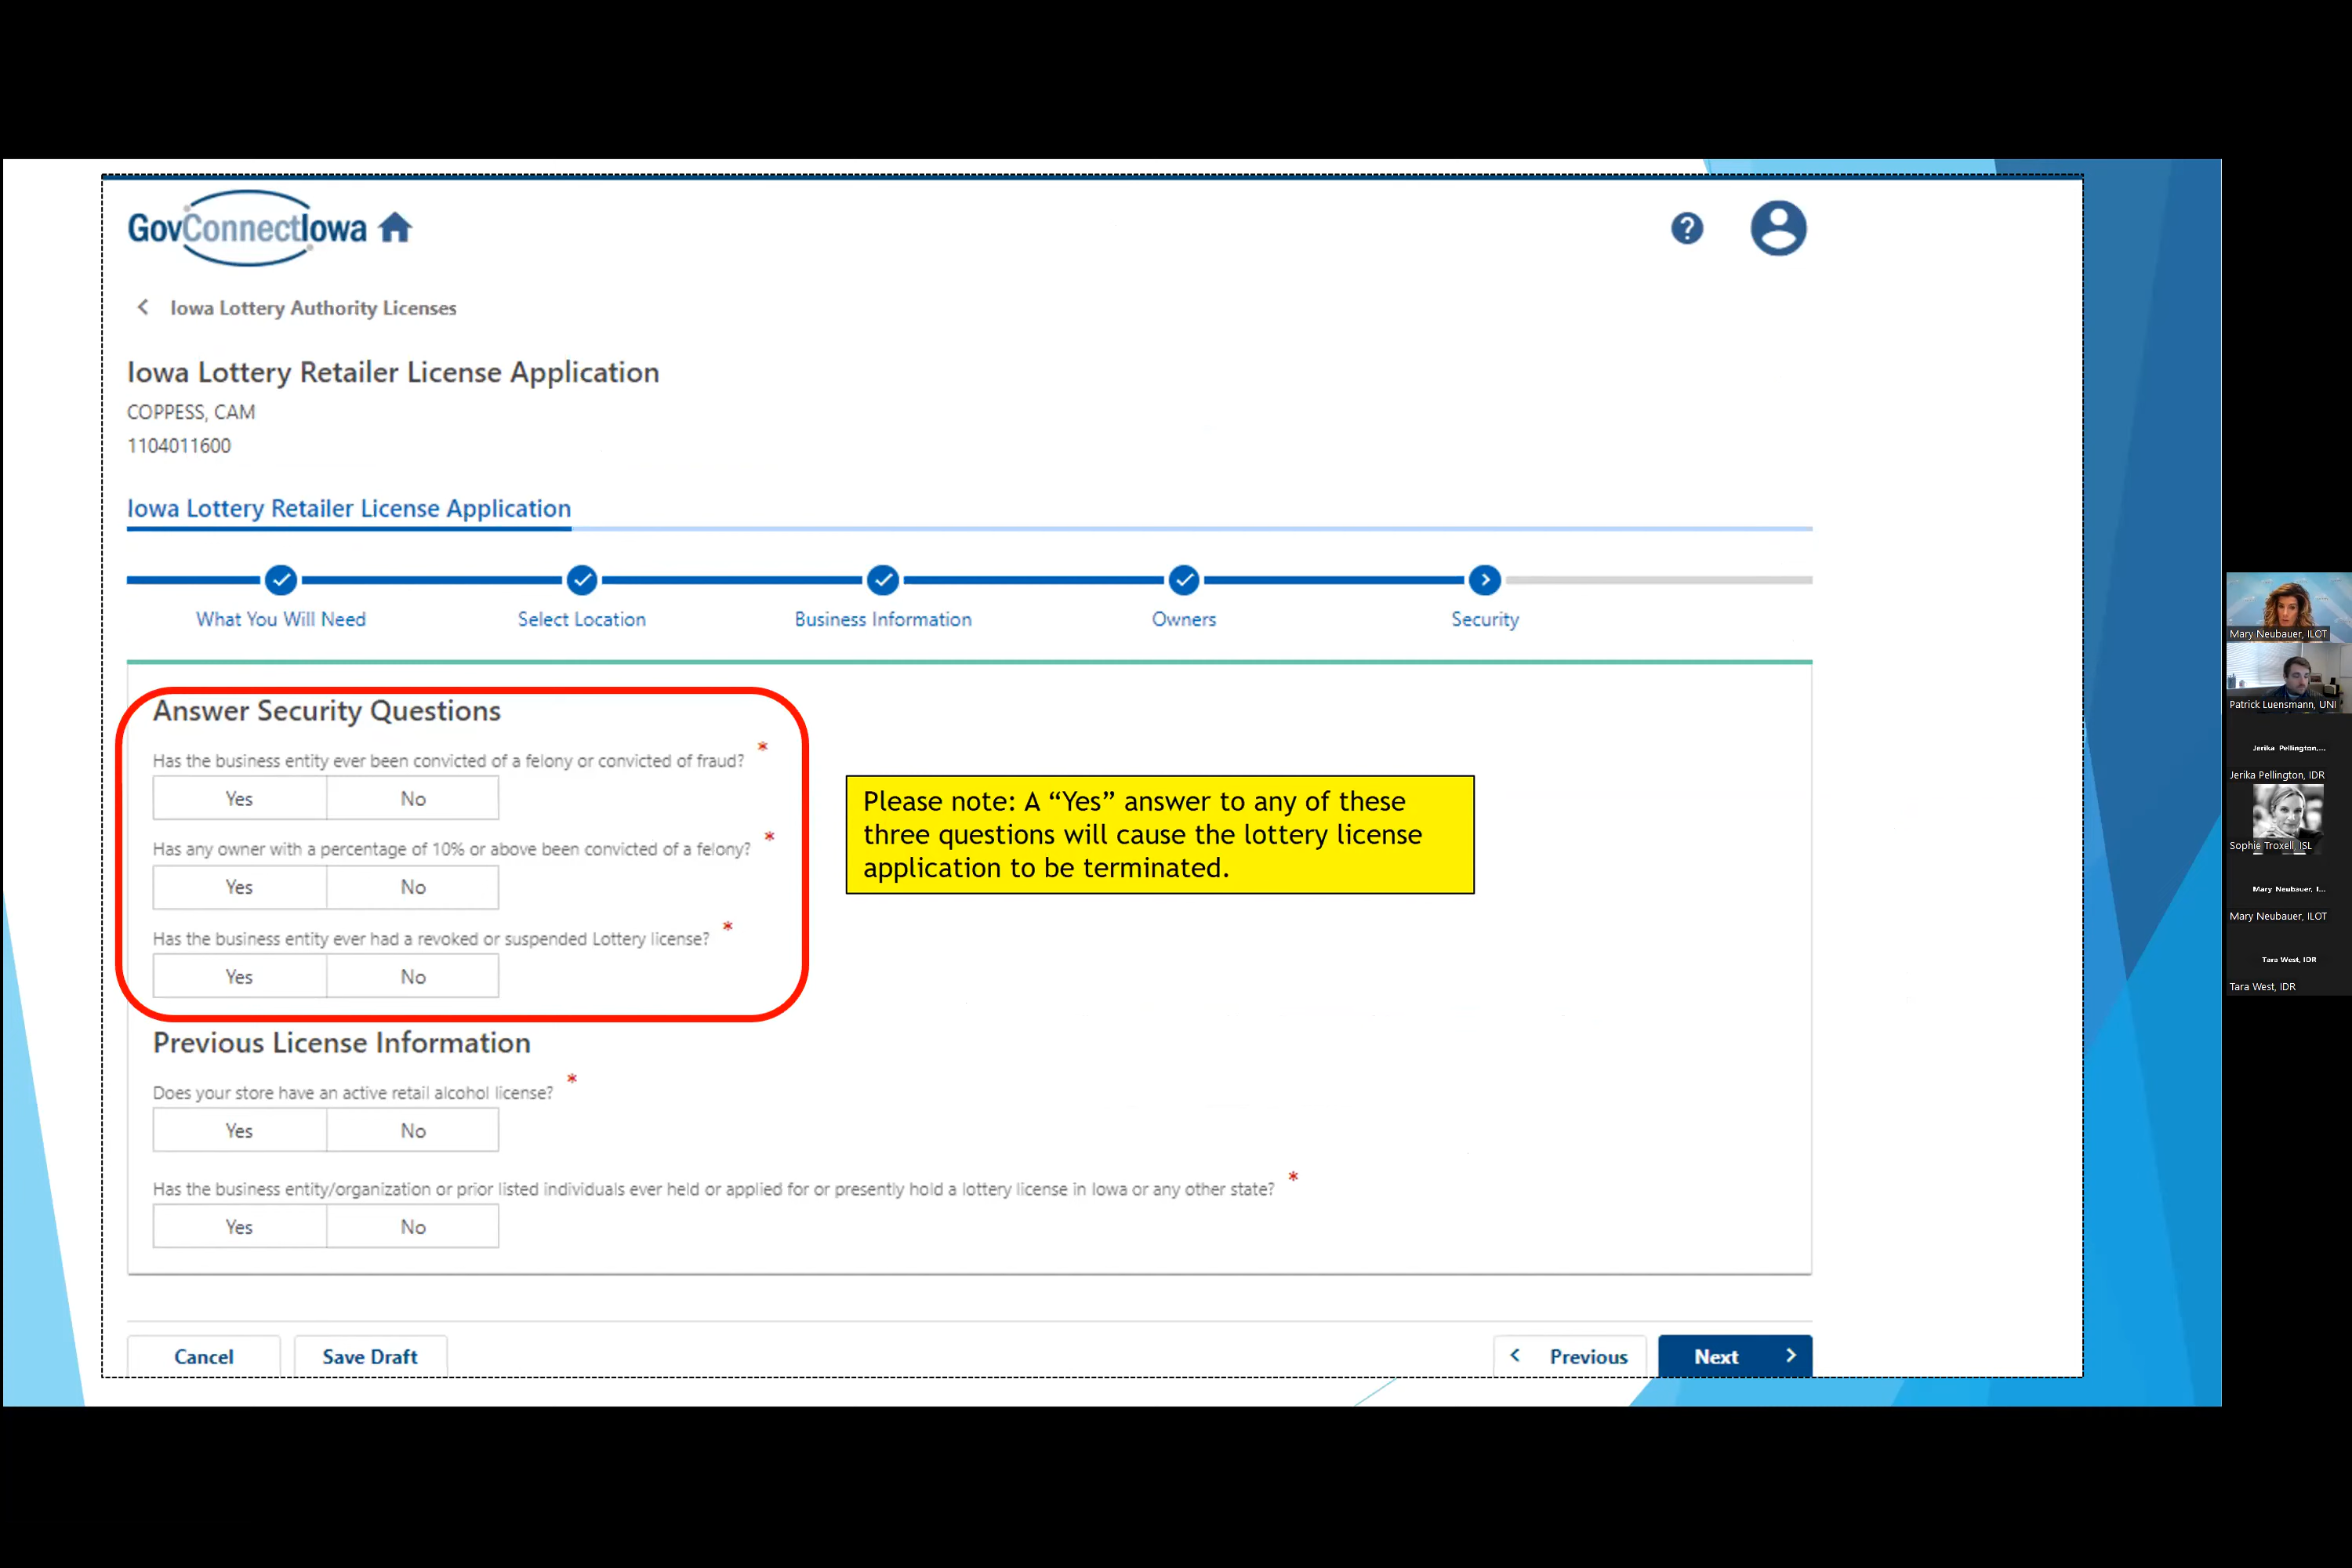 GovConnectIowa
?
Iowa Lottery Authority Licenses
Iowa Lottery Retailer License Application
COPPESS, CAM
1104011600
Iowa Lottery Retailer License Application
What You Will Need
Select Location
Business Information
Owners
Security
Answer Security Questions
Has the business entity ever been convicted of a felony or convicted of fraud? *
Yes No
Has any owner with a percentage of 10% or above been convicted of a felony? *
Yes No
Has the business entity ever had a revoked or suspended Lottery license? *
Yes No
Please note: A “Yes” answer to any of these
three questions will cause the lottery license
application to be terminated.
Previous License Information
Does your store have an active retail alcohol license? *
Yes No
Has the business entity/organization or prior listed individuals ever held or applied for or presently hold a lottery license in Iowa or any other state? *
Yes No
Cancel
Save Draft
Previous
Next
Mary Neubauer, ILOT
Patrick Luensmann, UNI
Jerika Pellington,...
Jerika Pellington, IDR
Sophie Troxell, ISL
Mary Neubauer, I...
Mary Neubauer, ILOT
Tara West, IDR
Tara West, IDR